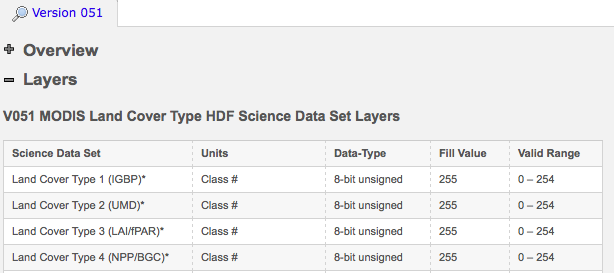 Version 051
Overview
Layers
V051 MODIS Land Cover Type HDF Science Data Set Layers
Science Data Set Units Data-Type Fill Value Valid Range
Land Cover Type 1 (IGBP)* Class # 8-bit unsigned 255 0 – 254
Land Cover Type 2 (UMD)* Class # 8-bit unsigned 255 0 – 254
Land Cover Type 3 (LAI/fPAR)* Class # 8-bit unsigned 255 0 – 254
Land Cover Type 4 (NPP/BGC)* Class # 8-bit unsigned 255 0 – 254